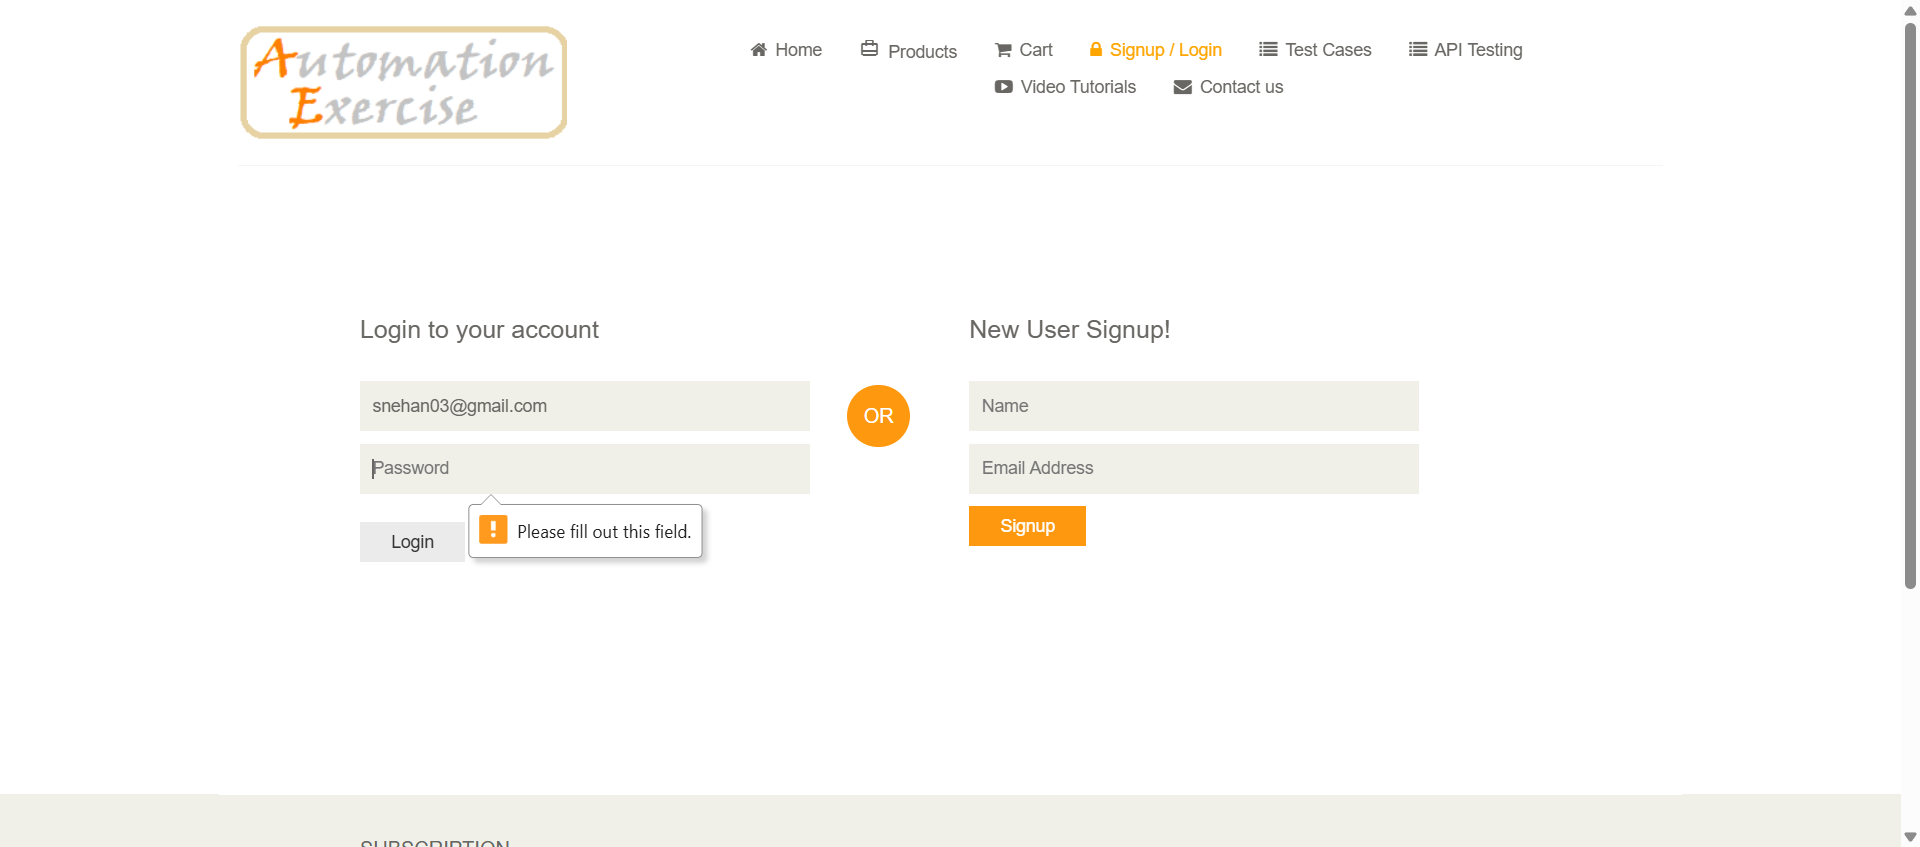 Automation
Exercise
Home Products Cart Signup / Login Test Cases API Testing
Video Tutorials Contact us
Login to your account
New User Signup!
snehan03@gmail.com
OR
Name
Password
Email Address
Please fill out this field.
Login
Signup
SUBSCRIPTION